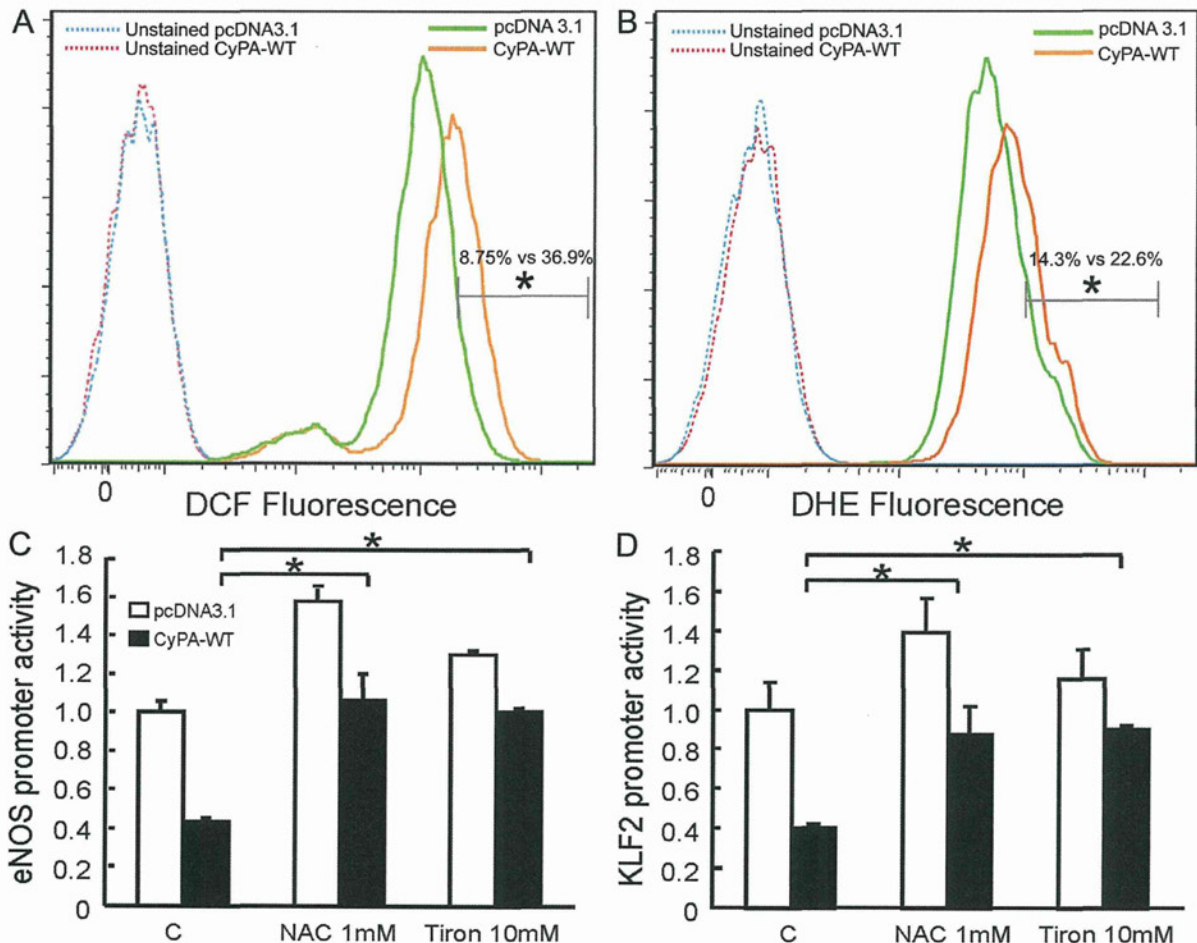 A
Unstained pcDNA3.1
Unstained CyPA-WT
pcDNA 3.1
CyPA-WT
8.75% vs 36.9%
*
0
DCF Fluorescence
B
Unstained pcDNA3.1
Unstained CyPA-WT
pcDNA 3.1
CyPA-WT
14.3% vs 22.6%
*
0
DHE Fluorescence
C
eNOS promoter activity
1.8
1.6
1.4
1.2
1.0
0.8
0.6
0.4
0.2
0
pcDNA3.1
CyPA-WT
*
*
C
NAC 1mM
Tiron 10mM
D
KLF2 promoter activity
1.8
1.6
1.4
1.2
1.0
0.8
0.6
0.4
0.2
0
*
*
C
NAC 1mM
Tiron 10mM